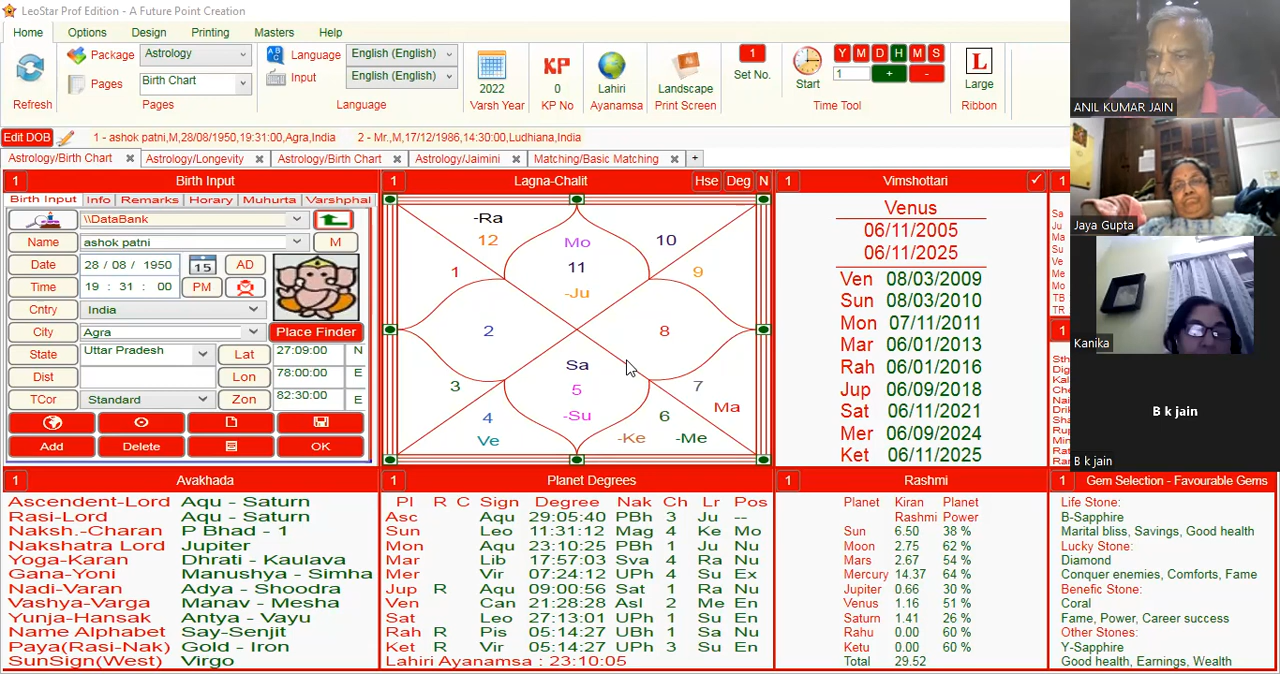 LeoStar Prof Edition - A Future Point Creation
Home Options Design Printing Masters Help
Refresh
Package Astrology
Pages Birth Chart
Pages
Language English (English)
Input English (English)
Language
2022
Varsh Year
KP
0
KP No
Lahiri
Ayanamsa
Landscape
Print Screen
1
Set No.
Start
Y M D H M S
1 + -
Time Tool
L
Large
Ribbon
Edit DOB 1 - ashok patni,M,28/08/1950,19:31:00,Agra,India 2 - Mr.,M,17/12/1986,14:30:00,Ludhiana,India
Astrology/Birth Chart Astrology/Longevity Astrology/Birth Chart Astrology/Jaimini Matching/Basic Matching +
1 Birth Input
Birth Input Info Remarks Horary Muhurta Varshphal
\\DataBank
Name ashok patni M
Date 28 / 08 / 1950 15 AD
Time 19 : 31 : 00 PM
Cntry India
City Agra Place Finder
State Uttar Pradesh Lat 27:09:00 N
Dist Lon 78:00:00 E
TCor Standard Zon 82:30:00 E
Add Delete OK
1 Lagna-Chalit Hse Deg N
-Ra
12
Mo
11
-Ju
10
1
9
2
8
Sa
5
-Su
3
7
Ma
4
Ve
6
-Ke -Me
1 Vimshottari
Venus
06/11/2005
06/11/2025
Ven 08/03/2009
Sun 08/03/2010
Mon 07/11/2011
Mar 06/01/2013
Rah 06/01/2016
Jup 06/09/2018
Sat 06/11/2021
Mer 06/09/2024
Ket 06/11/2025
1
Sa
Ju
Ma
Su
Ve
Me
Mo
TB
TR
1
ANIL KUMAR JAIN
Jaya Gupta
Kanika
B k jain
B k jain
1 Avakhada
Ascendent-Lord Aqu - Saturn
Rasi-Lord Aqu - Saturn
Naksh.-Charan P Bhad - 1
Nakshatra Lord Jupiter
Yoga-Karan Dhrati - Kaulava
Gana-Yoni Manushya - Simha
Nadi-Varan Adya - Shoodra
Vashya-Varga Manav - Mesha
Yunja-Hansak Antya - Vayu
Name Alphabet Say-Senjit
Paya(Rasi-Nak) Gold - Iron
SunSign(West) Virgo
1 Planet Degrees
Pl R C Sign Degree Nak Ch Lr Pos
Asc Aqu 29:05:40 PBh 3 Ju --
Sun Leo 11:31:12 Mag 4 Ke Mo
Mon Aqu 23:10:25 PBh 1 Ju Nu
Mar Lib 17:57:03 Sva 4 Ra Nu
Mer Vir 07:24:12 UPh 4 Su Ex
Jup R Aqu 09:00:56 Sat 1 Ra Nu
Ven Can 21:28:28 Asl 2 Me En
Sat Leo 27:13:01 UPh 1 Su En
Rah R Pis 05:14:27 UBh 1 Sa Nu
Ket R Vir 05:14:27 UPh 3 Su En
Lahiri Ayanamsa : 23:10:05
1 Rashmi
Planet Kiran Planet
Rashmi Power
Sun 6.50 38 %
Moon 2.75 62 %
Mars 2.67 54 %
Mercury 14.37 64 %
Jupiter 0.66 30 %
Venus 1.16 51 %
Saturn 1.41 26 %
Rahu 0.00 60 %
Ketu 0.00 60 %
Total 29.52
1 Gem Selection - Favourable Gems
Life Stone:
B-Sapphire
Marital bliss, Savings, Good health
Lucky Stone:
Diamond
Conquer enemies, Comforts, Fame
Benefic Stone:
Coral
Fame, Power, Career success
Other Stones:
Y-Sapphire
Good health, Earnings, Wealth